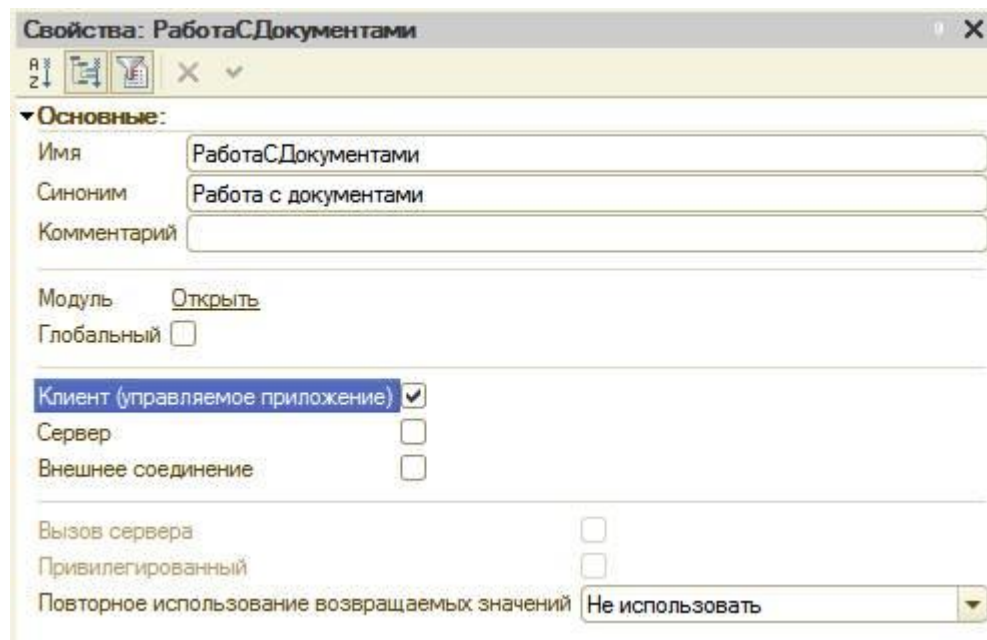 Свойства: РаботаСДокументами
Основные:
Имя РаботаСДокументами
Синоним Работа с документами
Комментарий
Модуль Открыть
Глобальный
Клиент (управляемое приложение)
Сервер
Внешнее соединение
Вызов сервера
Привилегированный
Повторное использование возвращаемых значений Не использовать